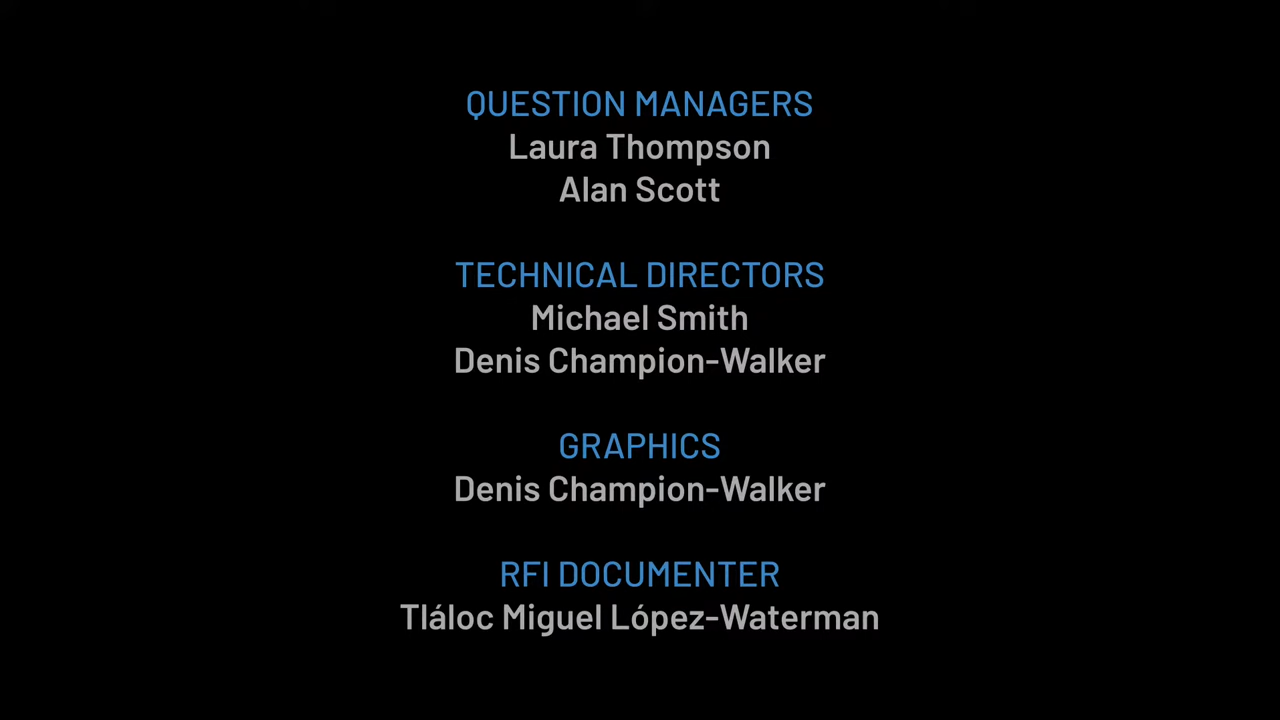 QUESTION MANAGERS
Laura Thompson
Alan Scott
TECHNICAL DIRECTORS
Michael Smith
Denis Champion-Walker
GRAPHICS
Denis Champion-Walker
RFI DOCUMENTER
Tláloc Miguel López-Waterman